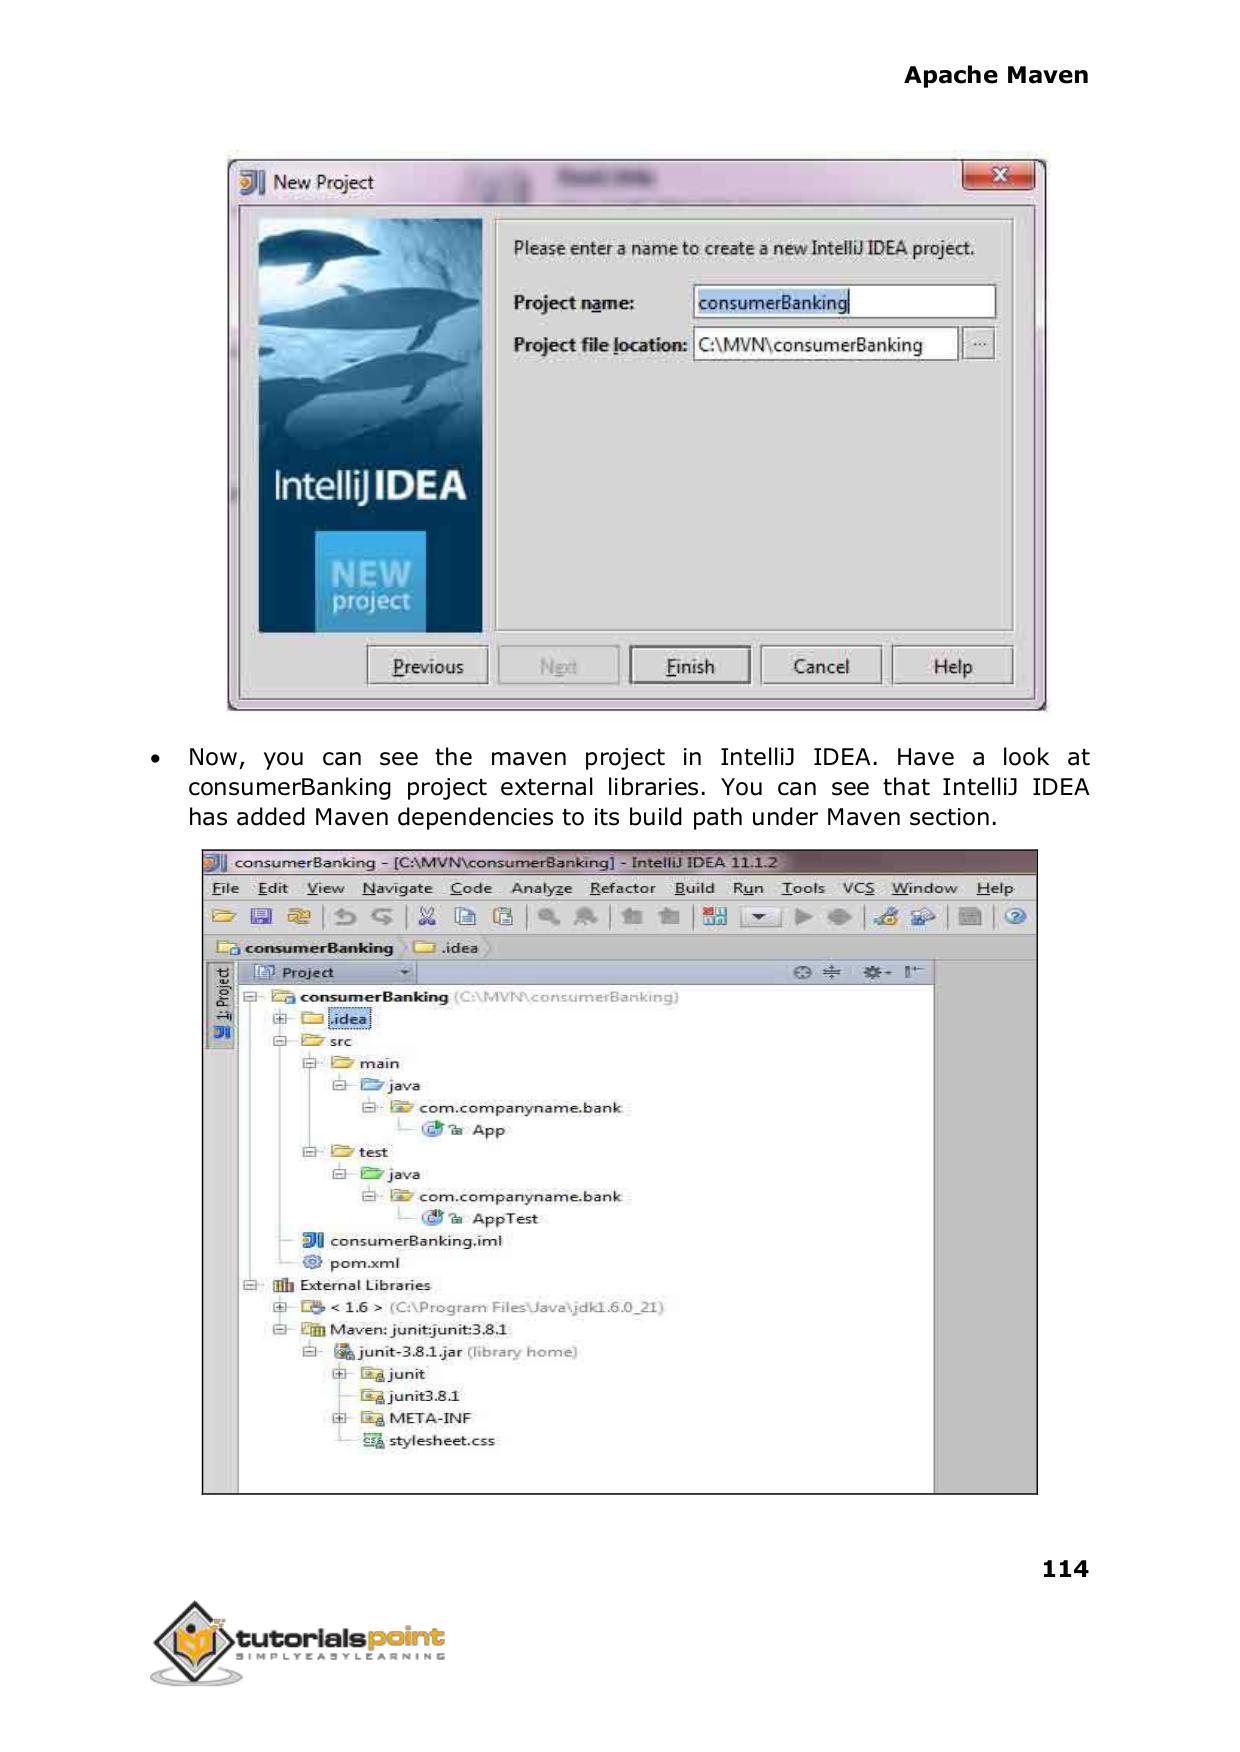 Apache Maven
New Project
Please enter a name to create a new IntelliJ IDEA project.
Project name: consumerBanking
Project file location: C:\MVN\consumerBanking ...
IntelliJ IDEA
NEW
project
Previous Next Finish Cancel Help
• Now, you can see the maven project in IntelliJ IDEA. Have a look at
consumerBanking project external libraries. You can see that IntelliJ IDEA
has added Maven dependencies to its build path under Maven section.
consumerBanking - [C:\MVN\consumerBanking] - IntelliJ IDEA 11.1.2
File Edit View Navigate Code Analyze Refactor Build Run Tools VCS Window Help
consumerBanking .idea
1: Project
Project
consumerBanking (C:\MVN\consumerBanking)
.idea
src
main
java
com.companyname.bank
App
test
java
com.companyname.bank
AppTest
consumerBanking.iml
pom.xml
External Libraries
< 1.6 > (C:\Program Files\Java\jdk1.6.0_21)
Maven: junit:junit:3.8.1
junit-3.8.1.jar (library home)
junit
junit3.8.1
META-INF
stylesheet.css
114
tutorialspoint
SIMPLYEASYLEARNING